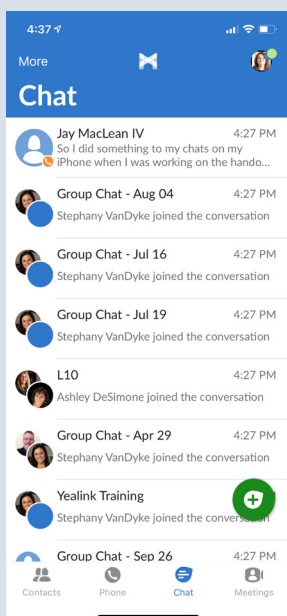 4:37
More
Chat
Jay MacLean IV 4:27 PM
So I did something to my chats on my
iPhone when I was working on the hando...
Group Chat - Aug 04 4:27 PM
Stephany VanDyke joined the conversation
Group Chat - Jul 16 4:27 PM
Stephany VanDyke joined the conversation
Group Chat - Jul 19 4:27 PM
Stephany VanDyke joined the conversation
L10 4:27 PM
Ashley DeSimone joined the conversation
Group Chat - Apr 29 4:27 PM
Stephany VanDyke joined the conversation
Yealink Training
Stephany VanDyke joined the
Group Chat - Sep 26 4:27 PM
Contacts Phone Chat Meetings